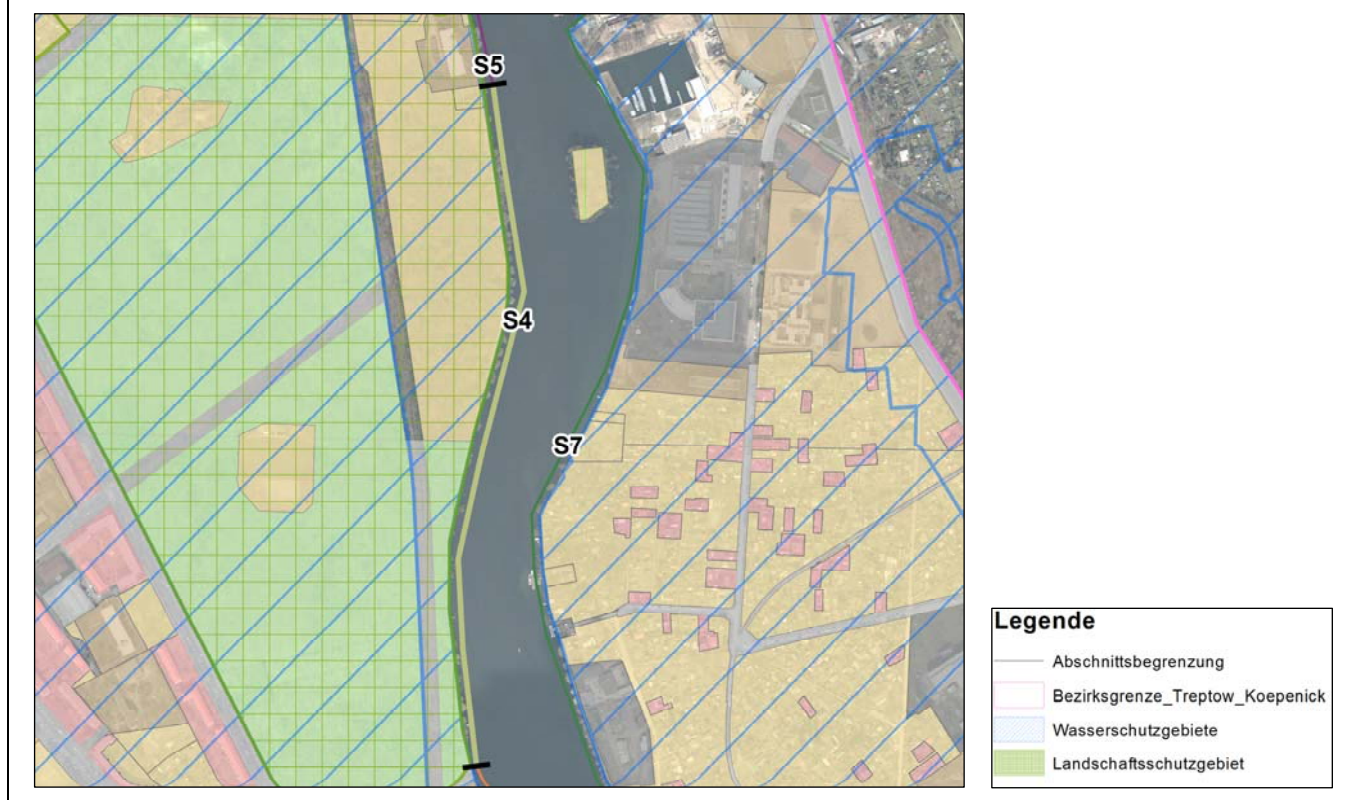 S5
S4
S7
Legende
Abschnittsbegrenzung
Bezirksgrenze_Treptow_Koepenick
Wasserschutzgebiete
Landschaftsschutzgebiet